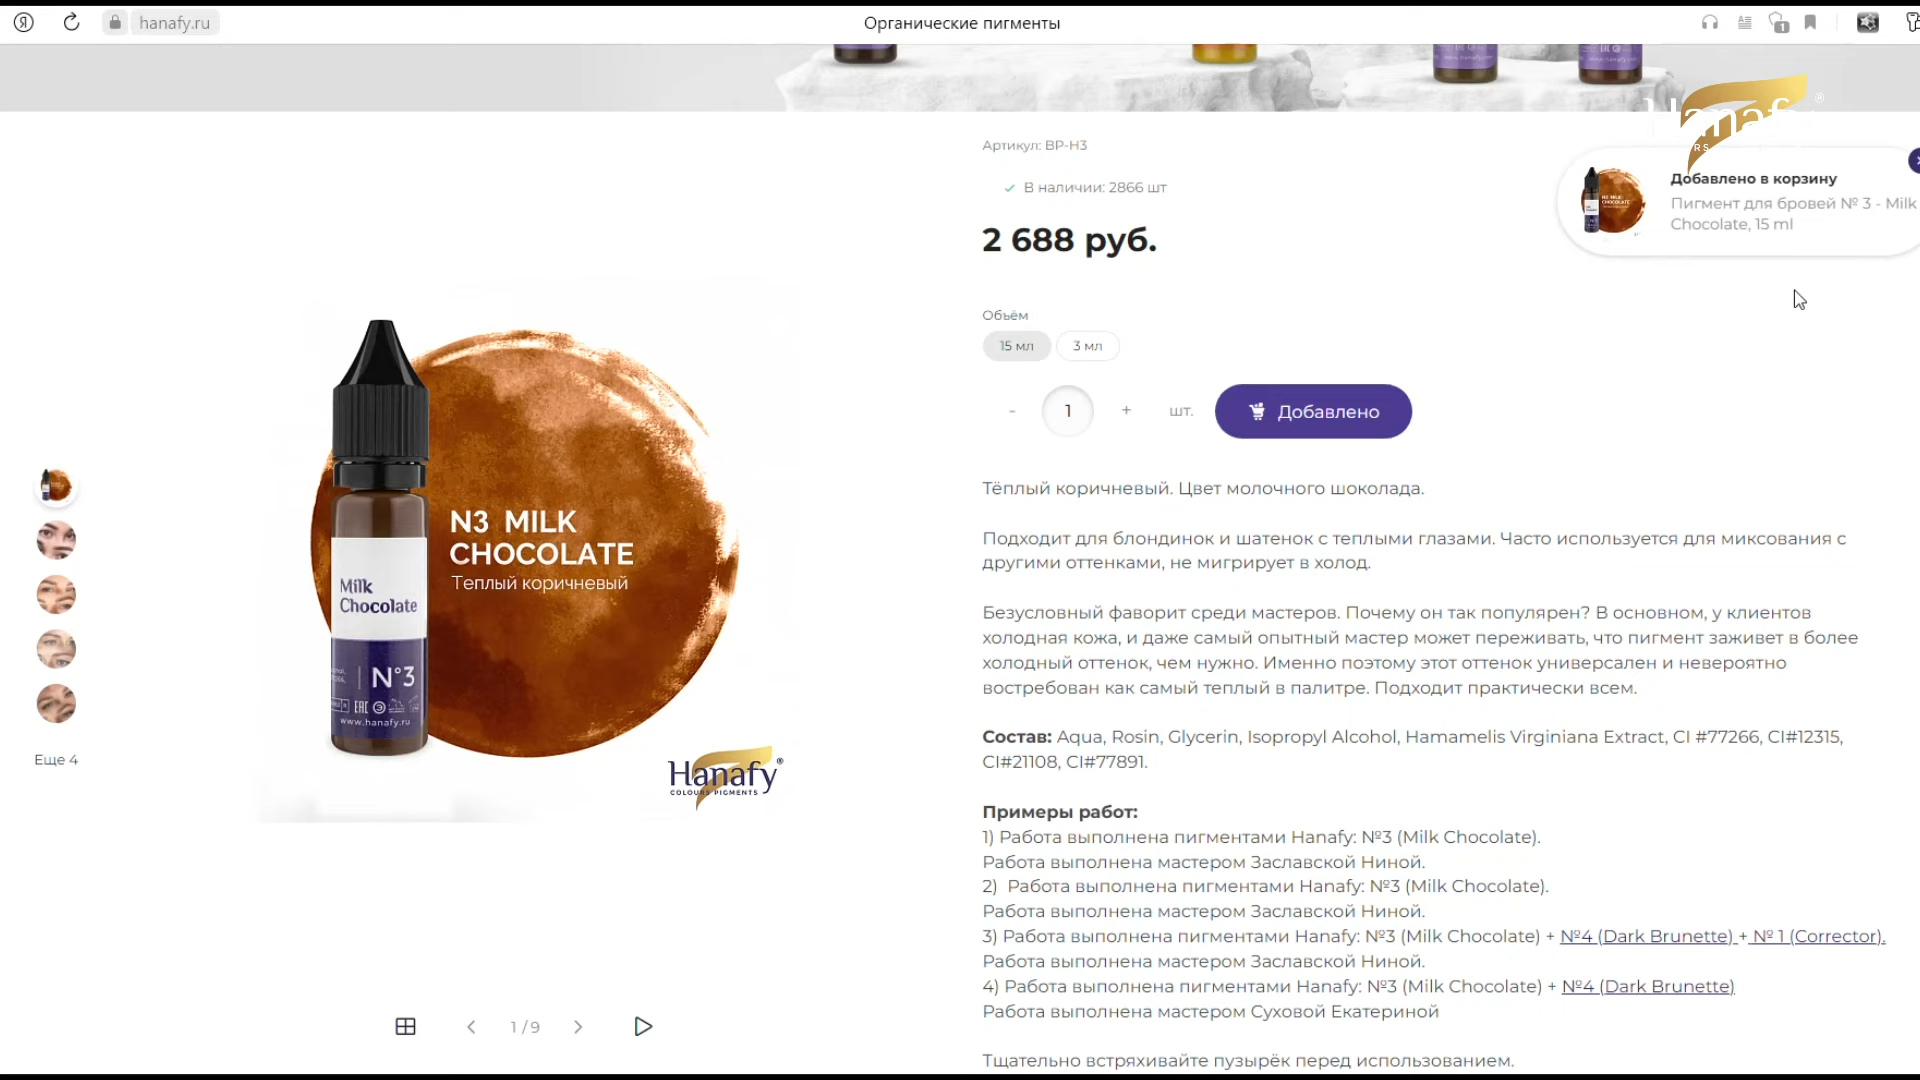 hanafy.ru
Органические пигменты
1
Hanafy
Артикул: BP-H3
В наличии: 2866 шт
2 688 руб.
Добавлено в корзину
Пигмент для бровей № 3 - Milk
Chocolate, 15 ml
Объём
15 мл
3 мл
- 1 + шт.
Добавлено
N3 MILK
CHOCOLATE
Теплый коричневый
Milk
Chocolate
N°3
EAC
www.hanafy.ru
Hanafy®
COLOURS PIGMENTS
Еще 4
1 / 9
Тёплый коричневый. Цвет молочного шоколада.
Подходит для блондинок и шатенок с теплыми глазами. Часто используется для миксования с
другими оттенками, не мигрирует в холод.
Безусловный фаворит среди мастеров. Почему он так популярен? В основном, у клиентов
холодная кожа, и даже самый опытный мастер может переживать, что пигмент заживет в более
холодный оттенок, чем нужно. Именно поэтому этот оттенок универсален и невероятно
востребован как самый теплый в палитре. Подходит практически всем.
Состав: Aqua, Rosin, Glycerin, Isopropyl Alcohol, Hamamelis Virginiana Extract, CI #77266, CI#12315,
CI#21108, CI#77891.
Примеры работ:
1) Работа выполнена пигментами Hanafy: №3 (Milk Chocolate).
Работа выполнена мастером Заславской Ниной.
2) Работа выполнена пигментами Hanafy: №3 (Milk Chocolate).
Работа выполнена мастером Заславской Ниной.
3) Работа выполнена пигментами Hanafy: №3 (Milk Chocolate) + №4 (Dark Brunette) + № 1 (Corrector).
Работа выполнена мастером Заславской Ниной.
4) Работа выполнена пигментами Hanafy: №3 (Milk Chocolate) + №4 (Dark Brunette)
Работа выполнена мастером Суховой Екатериной
Тщательно встряхивайте пузырёк перед использованием.